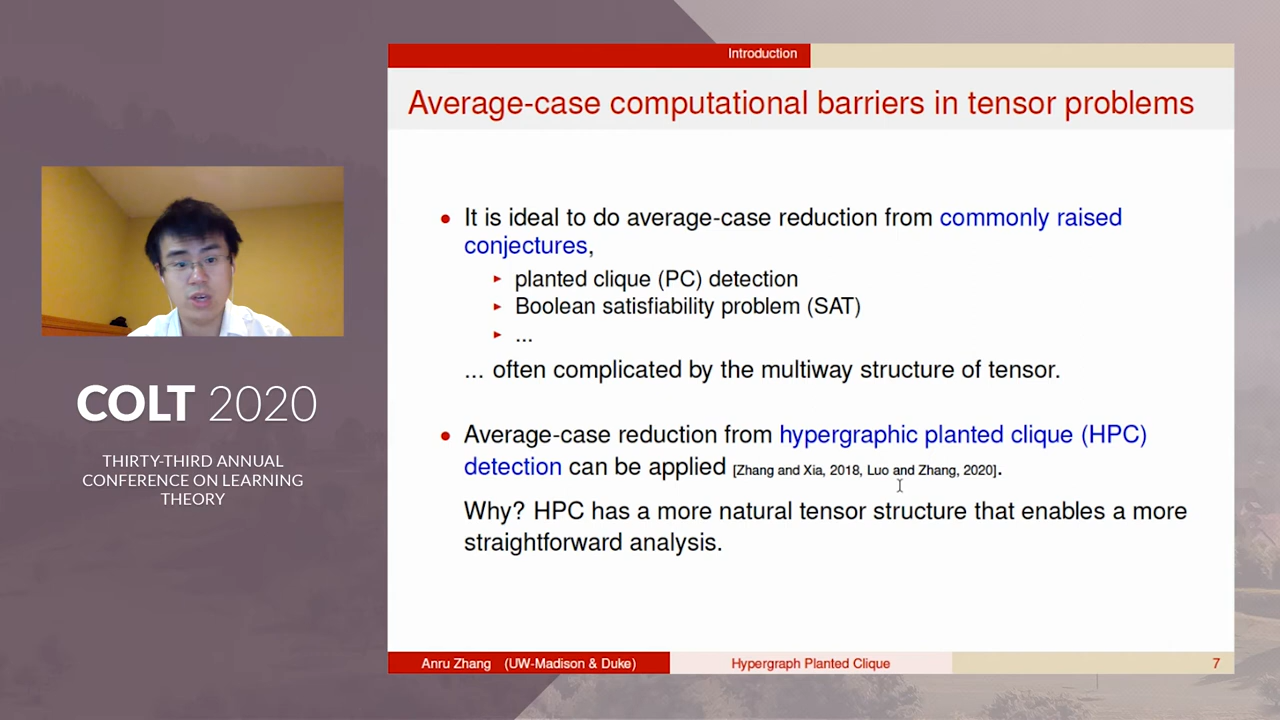 Introduction
Average-case computational barriers in tensor problems
• It is ideal to do average-case reduction from commonly raised
conjectures,
▸ planted clique (PC) detection
▸ Boolean satisfiability problem (SAT)
▸ ...
... often complicated by the multiway structure of tensor.
• Average-case reduction from hypergraphic planted clique (HPC)
detection can be applied [Zhang and Xia, 2018, Luo and Zhang, 2020].
Why? HPC has a more natural tensor structure that enables a more
straightforward analysis.
Anru Zhang (UW-Madison & Duke) Hypergraph Planted Clique 7
COLT 2020
THIRTY-THIRD ANNUAL
CONFERENCE ON LEARNING
THEORY